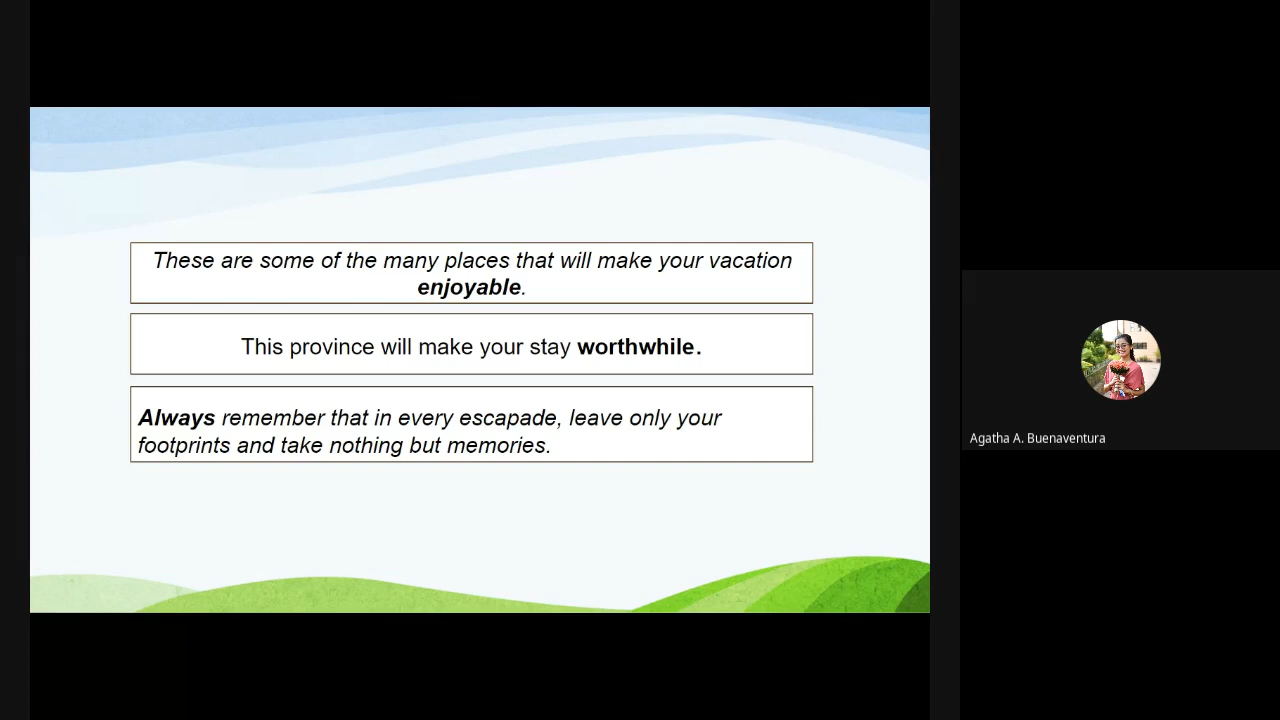 These are some of the many places that will make your vacation
enjoyable.
This province will make your stay worthwhile.
Always remember that in every escapade, leave only your
footprints and take nothing but memories.
Agatha A. Buenaventura